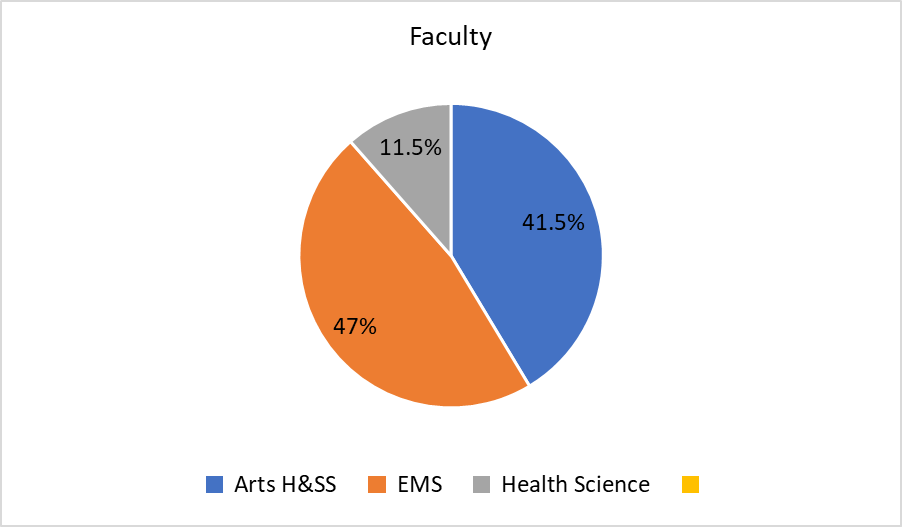 Faculty
11.5%
41.5%
47%
Arts H&SS EMS Health Science